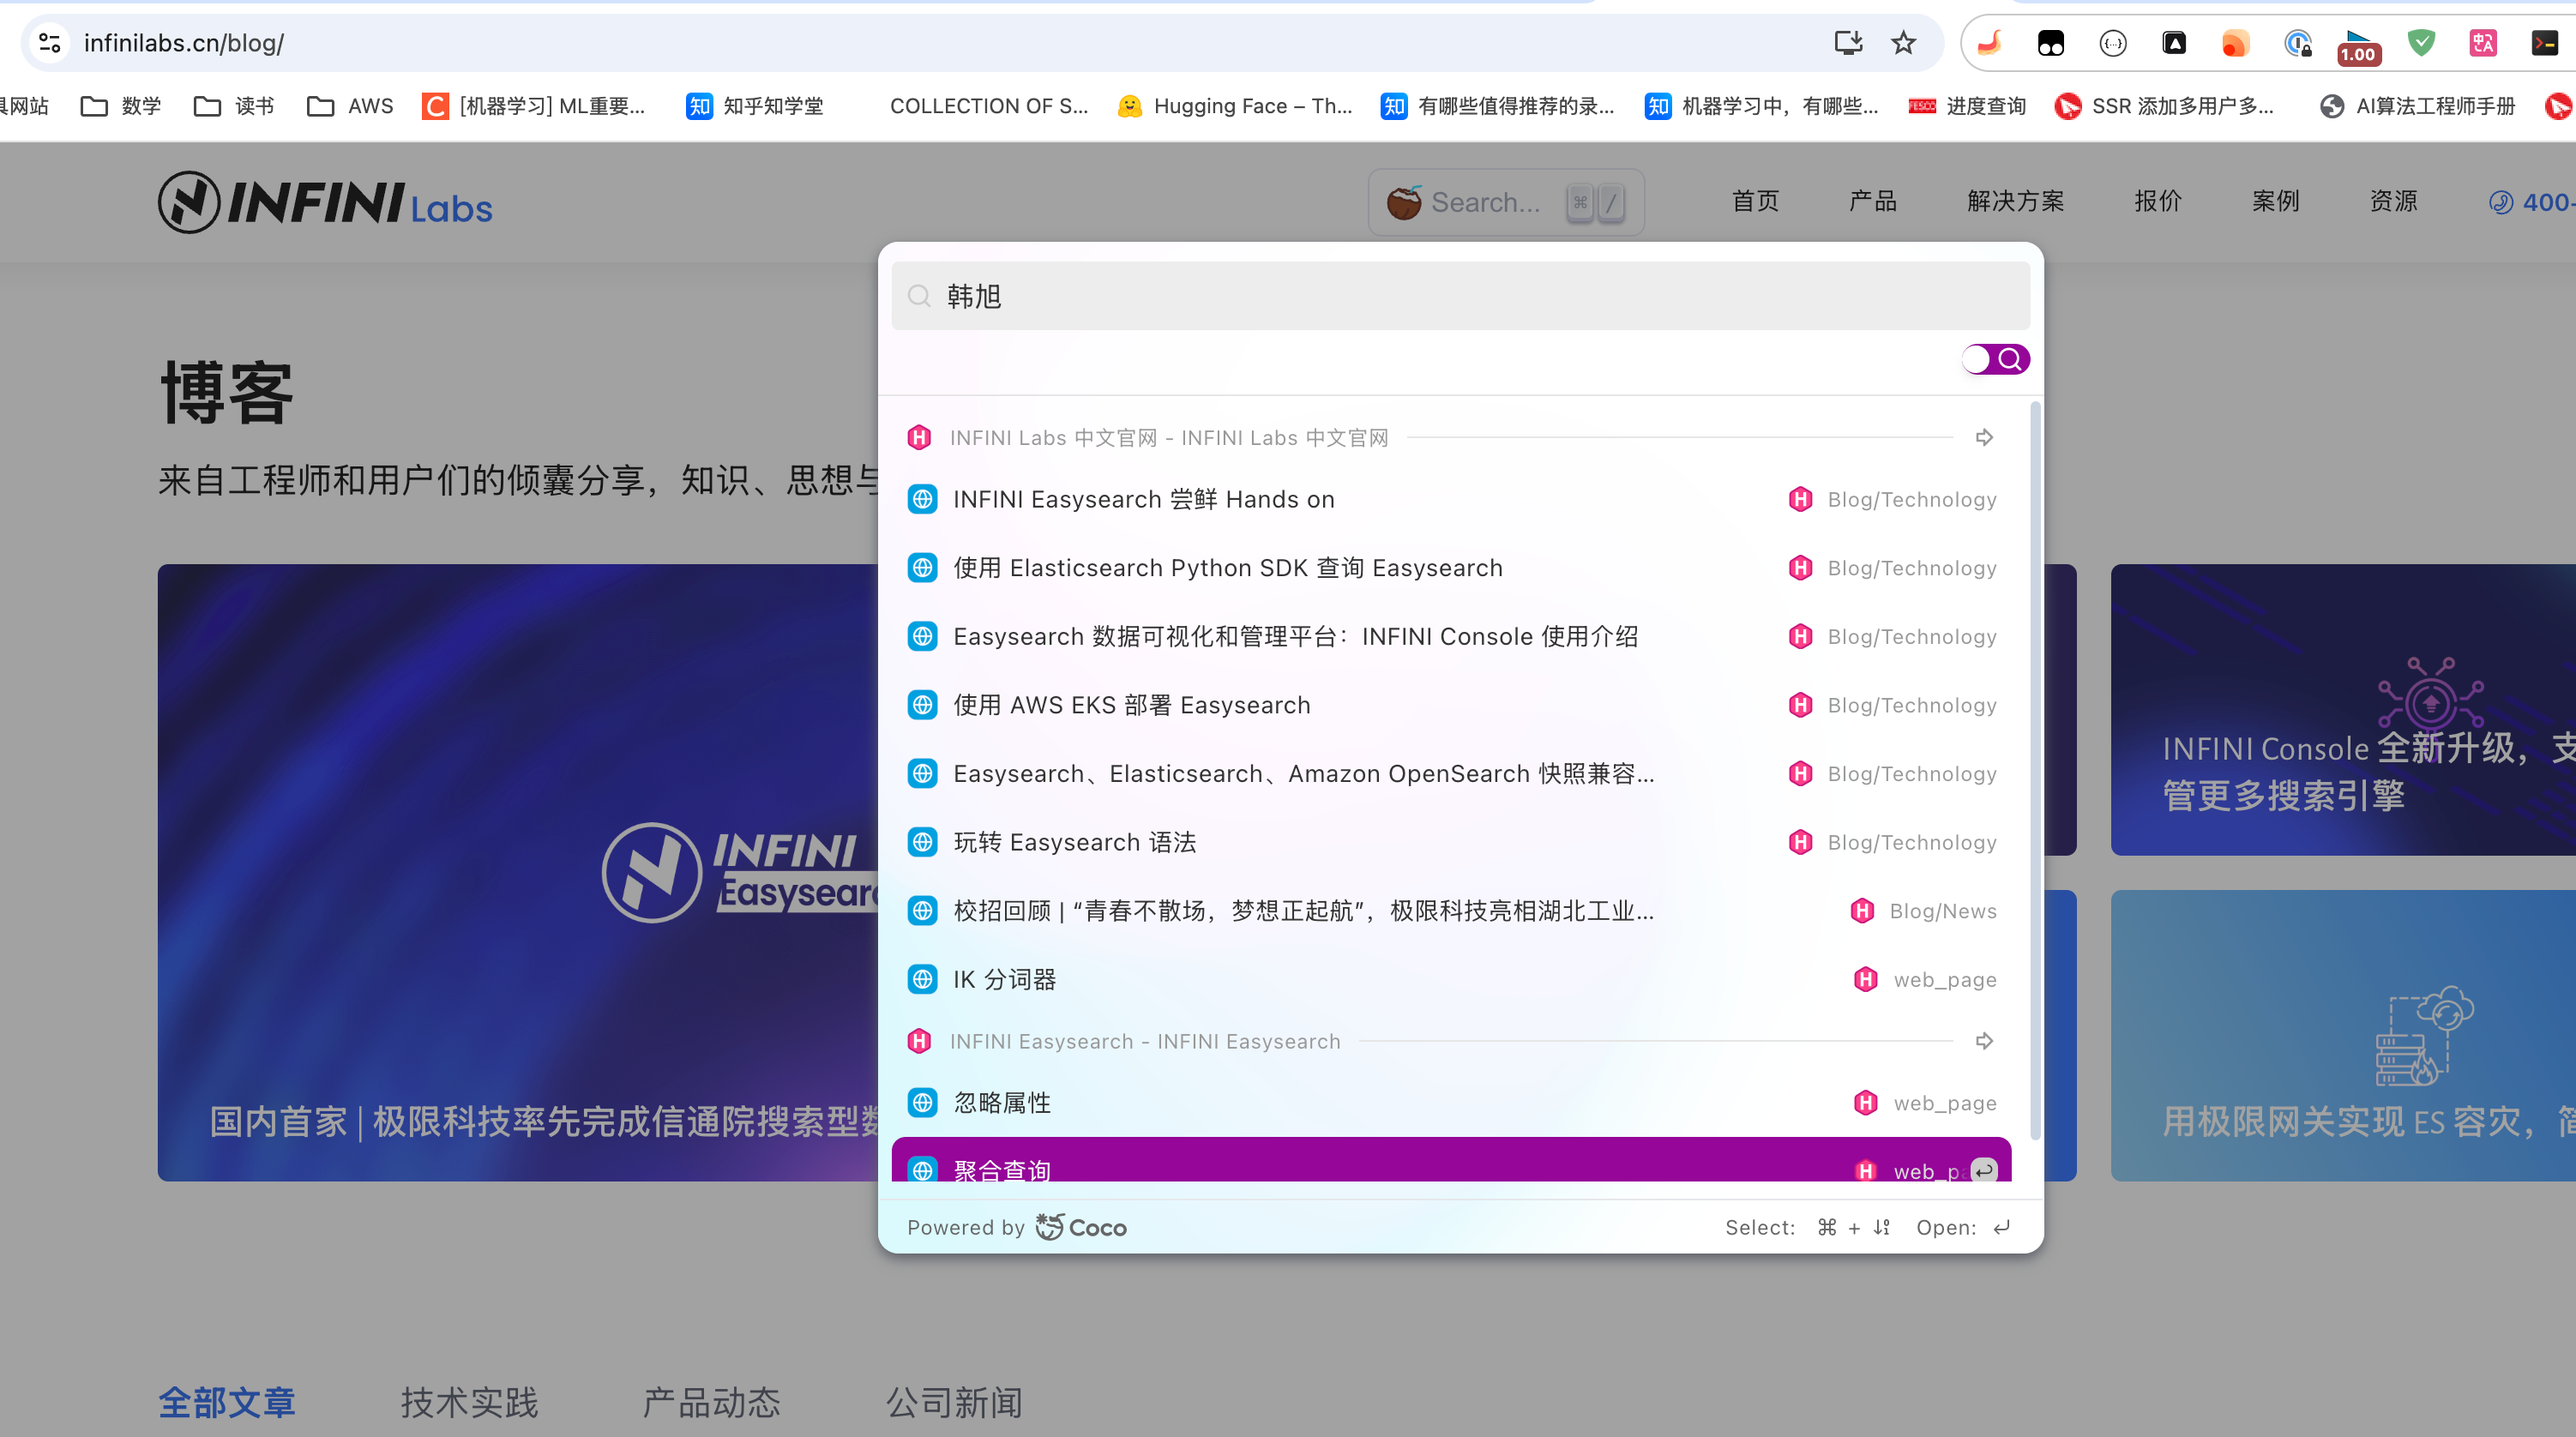 infinilabs.cn/blog/
1.00
具网站 数学 读书 AWS [机器学习] ML重要... 知乎知学堂 COLLECTION OF S... Hugging Face – Th... 有哪些值得推荐的录... 机器学习中，有哪些... 进度查询 SSR 添加多用户多... AI算法工程师手册
INFINI Labs Search... ⌘ / 首页 产品 解决方案 报价 案例 资源 400-
韩旭
博客
来自工程师和用户们的倾囊分享，知识、思想与
INFINI Labs 中文官网 - INFINI Labs 中文官网
INFINI Easysearch 尝鲜 Hands on Blog/Technology
使用 Elasticsearch Python SDK 查询 Easysearch Blog/Technology
Easysearch 数据可视化和管理平台：INFINI Console 使用介绍 Blog/Technology
使用 AWS EKS 部署 Easysearch Blog/Technology
Easysearch、Elasticsearch、Amazon OpenSearch 快照兼容... Blog/Technology
玩转 Easysearch 语法 Blog/Technology
校招回顾 | “青春不散场，梦想正起航”，极限科技亮相湖北工业... Blog/News
IK 分词器 web_page
INFINI Easysearch - INFINI Easysearch
忽略属性 web_page
聚合查询 web_pa
Powered by Coco Select: ⌘ + Open:
INFINI
Easysearc
国内首家 | 极限科技率先完成信通院搜索型数
INFINI Console 全新升级，支
管更多搜索引擎
用极限网关实现 ES 容灾，简
全部文章 技术实践 产品动态 公司新闻